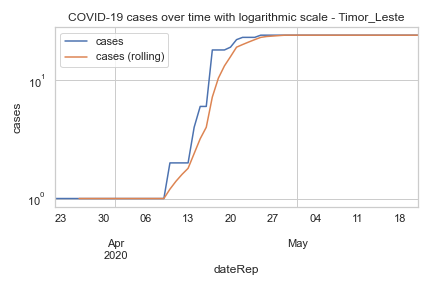 COVID-19 cases over time with logarithmic scale - Timor_Leste
cases
cases (rolling)
10¹
10⁰
cases
23 30 06 13 20 27 04 11 18
Apr May
2020
dateRep